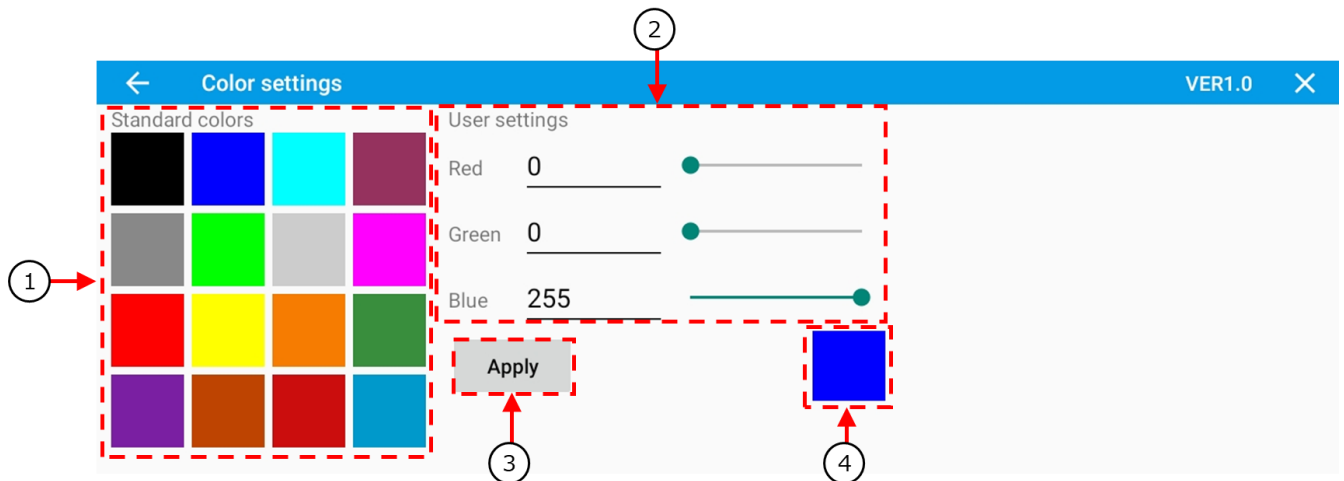 2
Color settings VER1.0
Standard colors
User settings
Red 0
Green 0
1
Blue 255
Apply
3
4